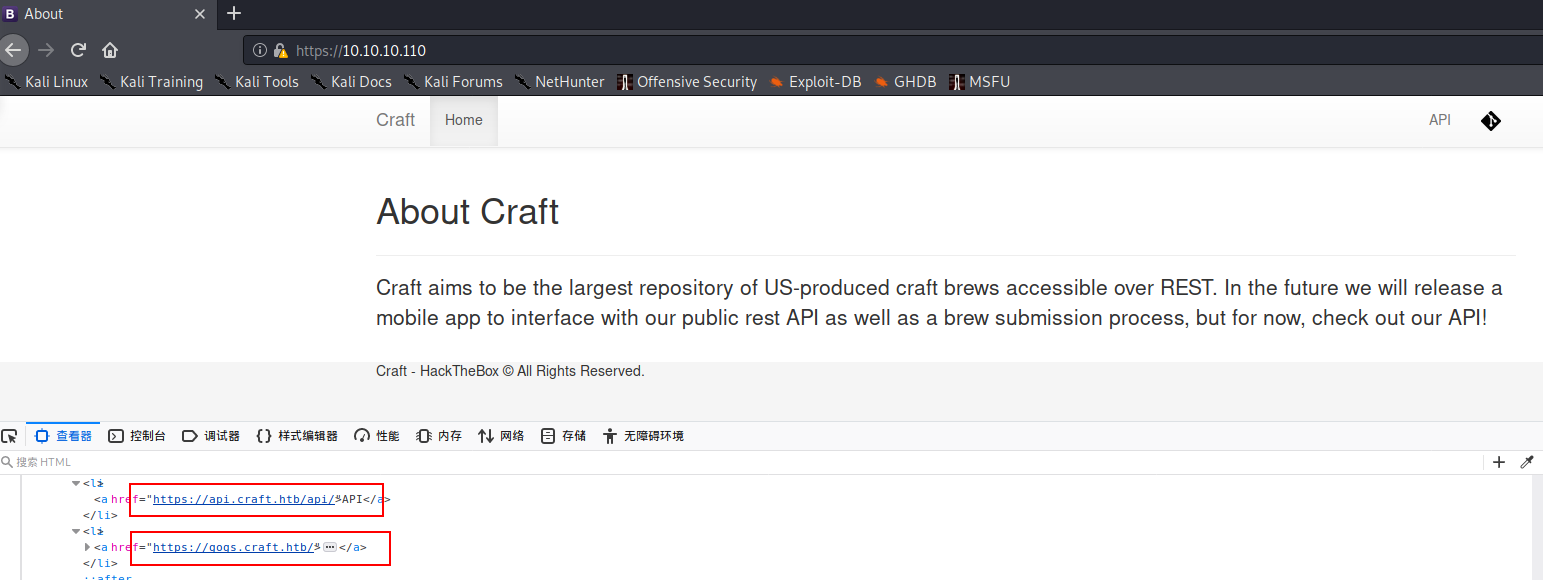 B About
https://10.10.10.110
Kali Linux Kali Training Kali Tools Kali Docs Kali Forums NetHunter Offensive Security Exploit-DB GHDB MSFU
Craft Home API
About Craft
Craft aims to be the largest repository of US-produced craft brews accessible over REST. In the future we will release a
mobile app to interface with our public rest API as well as a brew submission process, but for now, check out our API!
Craft - HackTheBox © All Rights Reserved.
查看器 控制台 调试器 {} 样式编辑器 性能 内存 网络 存储 无障碍环境
搜索 HTML
<li>
<a href="https://api.craft.htb/api/">API</a>
</li>
<li>
<a href="https://gogs.craft.htb/">…</a>
</li>
::after